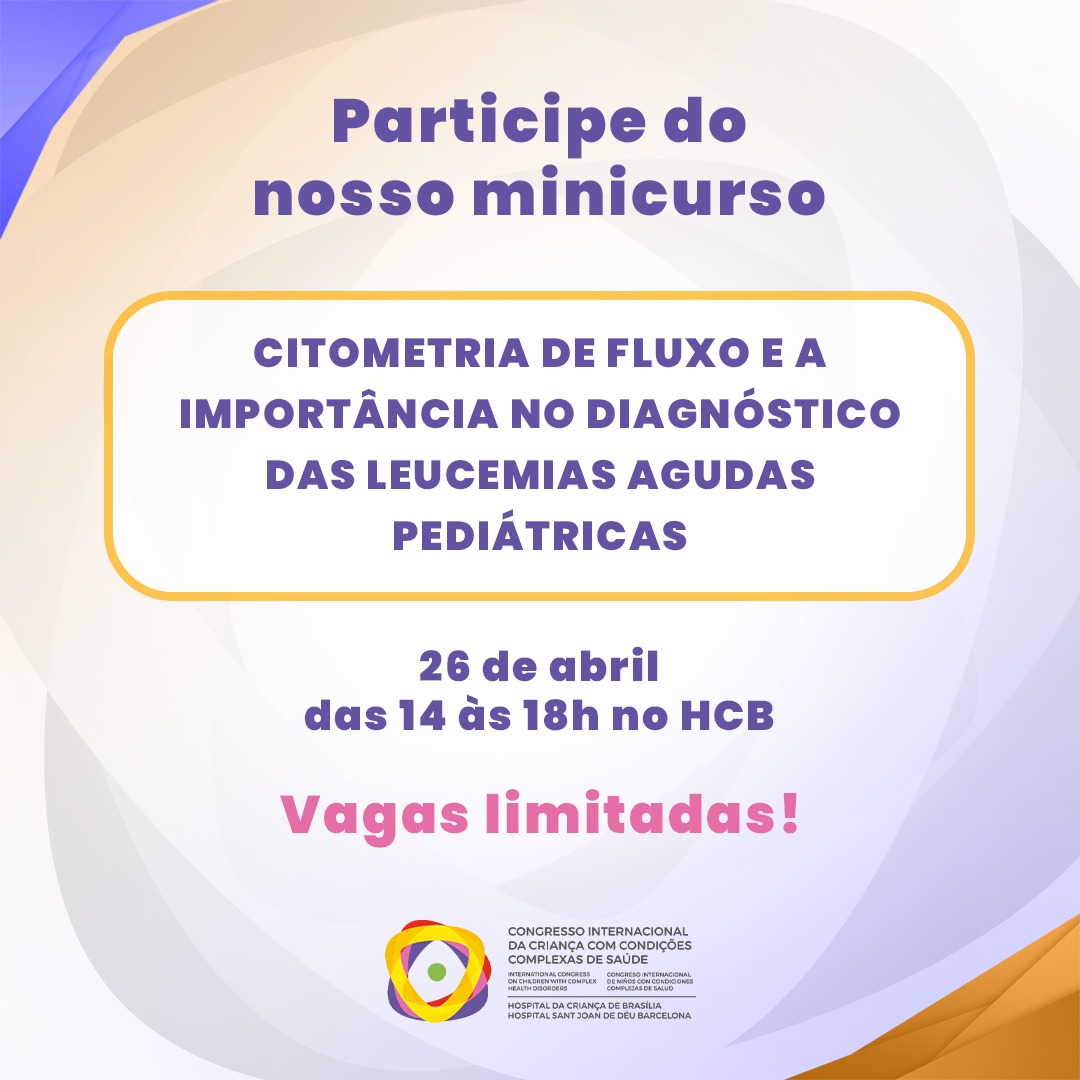 Participe do
nosso minicurso
CITOMETRIA DE FLUXO E A
IMPORTÂNCIA NO DIAGNÓSTICO
DAS LEUCEMIAS AGUDAS
PEDIÁTRICAS
26 de abril
das 14 às 18h no HCB
Vagas limitadas!
CONGRESSO INTERNACIONAL
DA CRIANÇA COM CONDIÇÕES
COMPLEXAS DE SAÚDE
INTERNATIONAL CONGRESS
ON CHILDREN WITH COMPLEX
HEALTH DISORDERS
CONGRESO INTERNACIONAL
DE NIÑOS CON CONDICIONES
COMPLEJAS DE SALUD
HOSPITAL DA CRIANÇA DE BRASÍLIA
HOSPITAL SANT JOAN DE DÉU BARCELONA